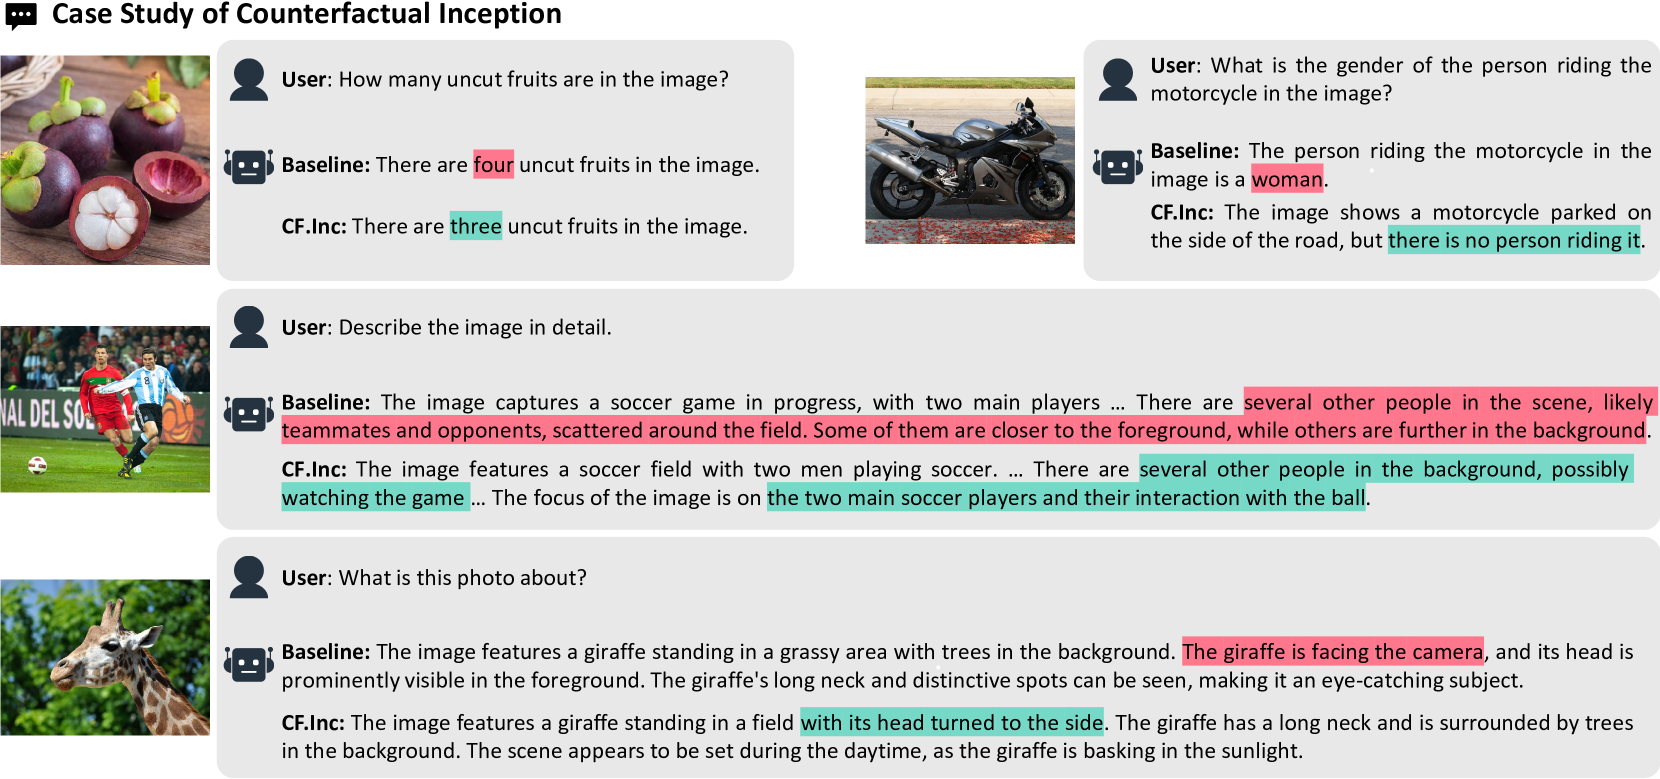 Case Study of Counterfactual Inception
User: How many uncut fruits are in the image?
Baseline: There are four uncut fruits in the image.
CF.Inc: There are three uncut fruits in the image.
User: What is the gender of the person riding the
motorcycle in the image?
Baseline: The person riding the motorcycle in the
image is a woman.
CF.Inc: The image shows a motorcycle parked on
the side of the road, but there is no person riding it.
NAL DEL SO
8
User: Describe the image in detail.
Baseline: The image captures a soccer game in progress, with two main players ... There are several other people in the scene, likely
teammates and opponents, scattered around the field. Some of them are closer to the foreground, while others are further in the background.
CF.Inc: The image features a soccer field with two men playing soccer. ... There are several other people in the background, possibly
watching the game ... The focus of the image is on the two main soccer players and their interaction with the ball.
User: What is this photo about?
Baseline: The image features a giraffe standing in a grassy area with trees in the background. The giraffe is facing the camera, and its head is
prominently visible in the foreground. The giraffe's long neck and distinctive spots can be seen, making it an eye-catching subject.
CF.Inc: The image features a giraffe standing in a field with its head turned to the side. The giraffe has a long neck and is surrounded by trees
in the background. The scene appears to be set during the daytime, as the giraffe is basking in the sunlight.